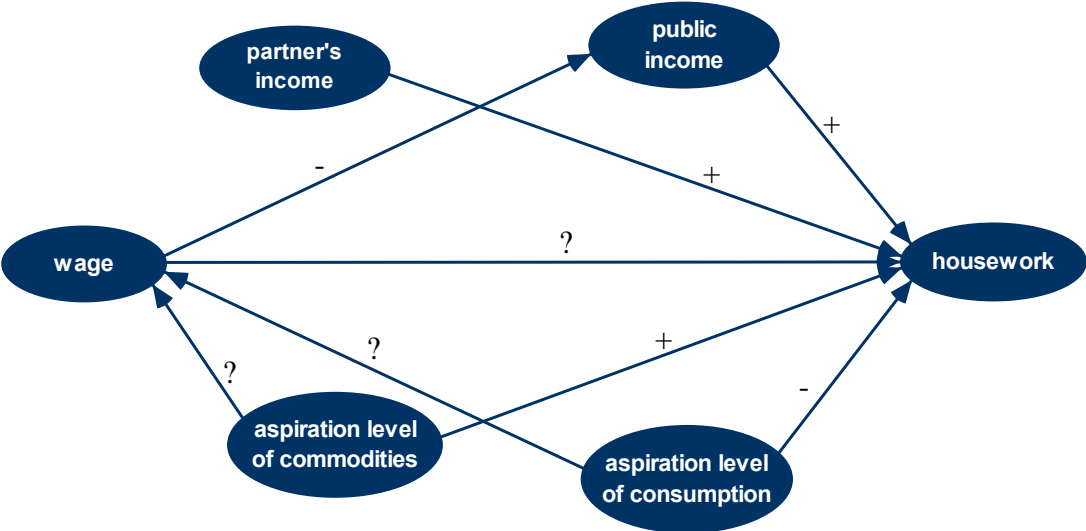 partner's
income
public
income
+
-
+
?
wage
housework
?
+
?
-
aspiration level
of commodities
aspiration level
of consumption